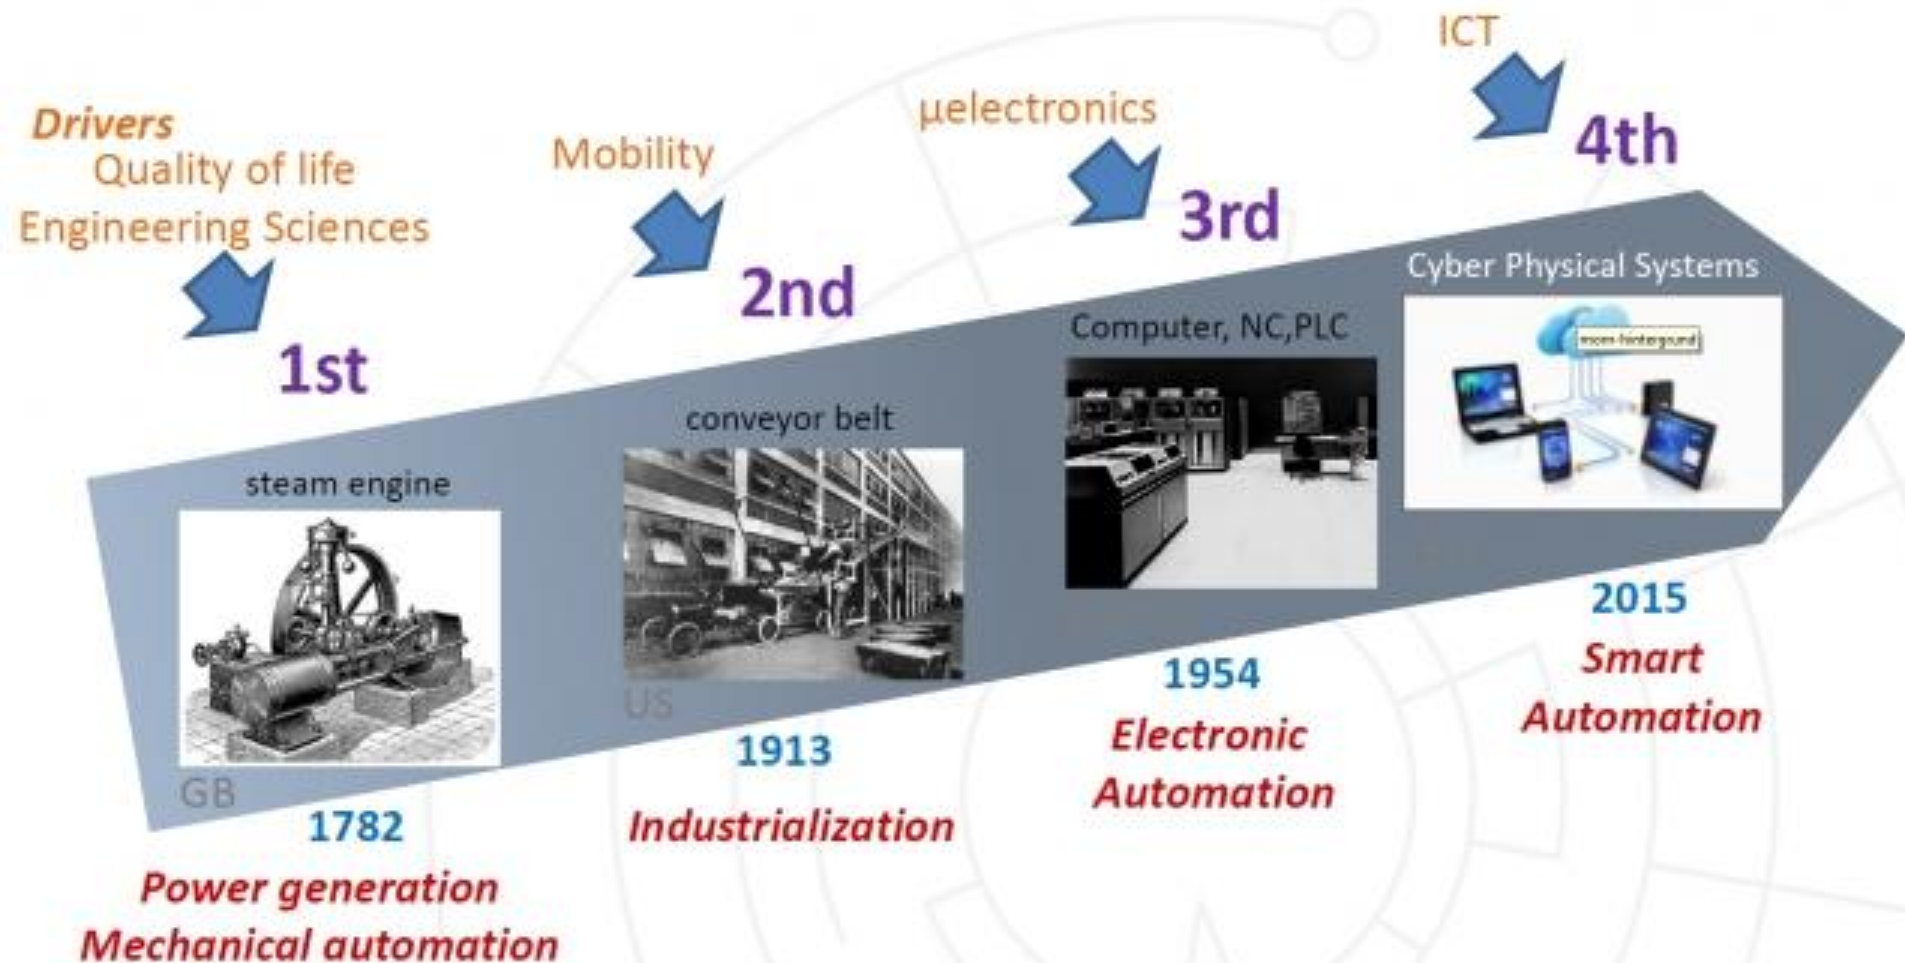 Drivers
Quality of life
Engineering Sciences
1st
steam engine
GB
1782
Power generation
Mechanical automation
Mobility
2nd
conveyor belt
US
1913
Industrialization
µelectronics
3rd
Computer, NC,PLC
1954
Electronic
Automation
ICT
4th
Cyber Physical Systems
2015
Smart
Automation